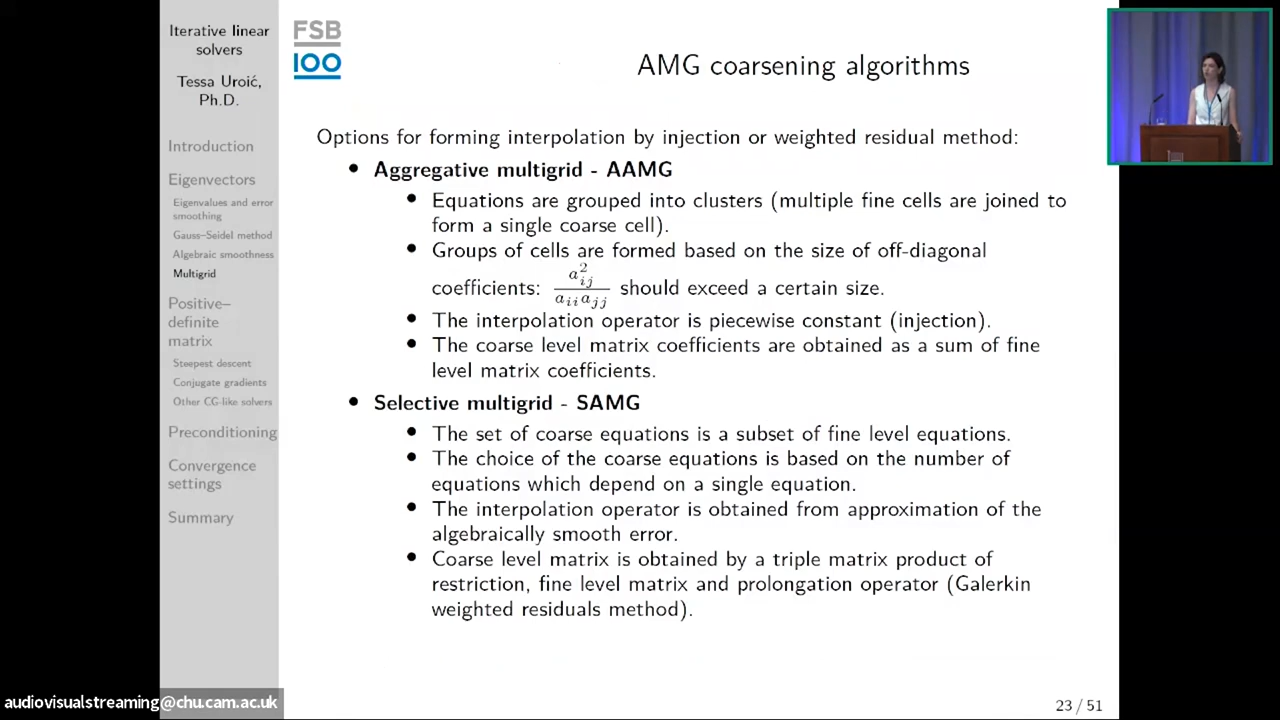 Iterative linear
solvers
Tessa Uroić,
Ph.D.
Introduction
Eigenvectors
Eigenvalues and error
smoothing
Gauss–Seidel method
Algebraic smoothness
Multigrid
Positive–
definite
matrix
Steepest descent
Conjugate gradients
Other CG-like solvers
Preconditioning
Convergence
settings
Summary
FSB
100
AMG coarsening algorithms
Options for forming interpolation by injection or weighted residual method:
• Aggregative multigrid - AAMG
• Equations are grouped into clusters (multiple fine cells are joined to
form a single coarse cell).
• Groups of cells are formed based on the size of off-diagonal
coefficients: a²ij / aii ajj should exceed a certain size.
• The interpolation operator is piecewise constant (injection).
• The coarse level matrix coefficients are obtained as a sum of fine
level matrix coefficients.
• Selective multigrid - SAMG
• The set of coarse equations is a subset of fine level equations.
• The choice of the coarse equations is based on the number of
equations which depend on a single equation.
• The interpolation operator is obtained from approximation of the
algebraically smooth error.
• Coarse level matrix is obtained by a triple matrix product of
restriction, fine level matrix and prolongation operator (Galerkin
weighted residuals method).
audiovisualstreaming@chu.cam.ac.uk
23 / 51